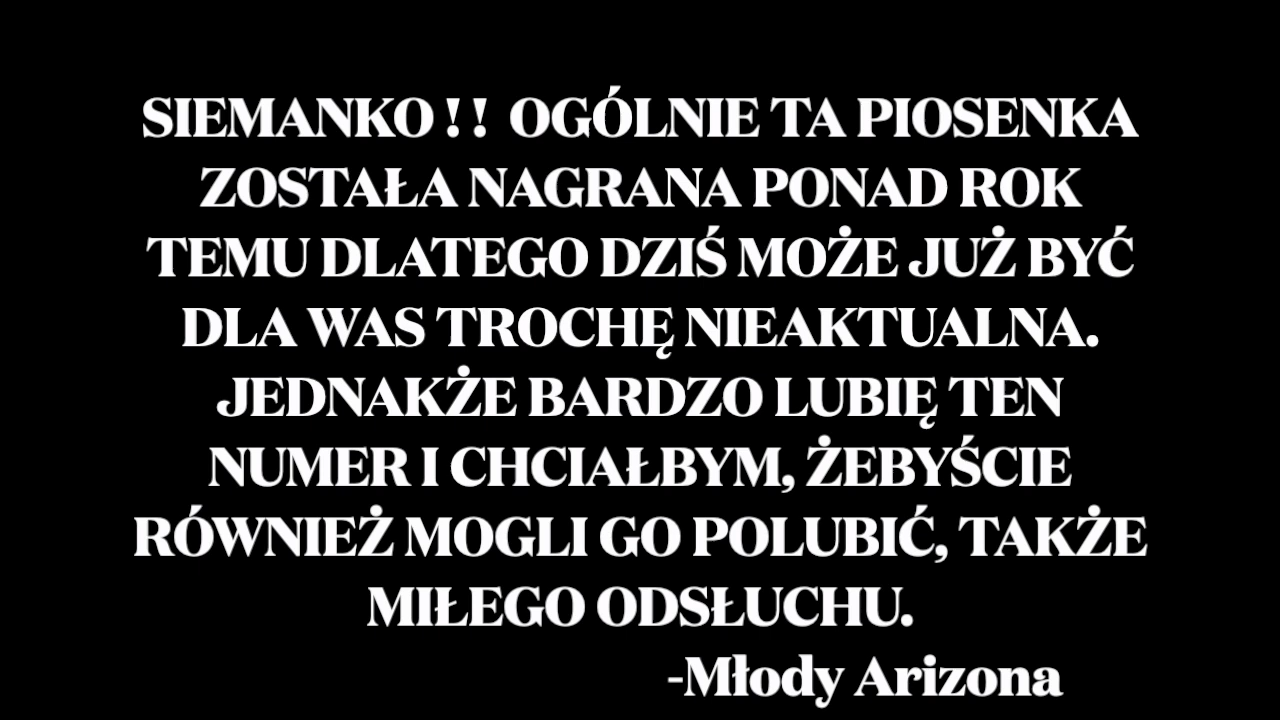 SIEMANKO ! ! OGÓLNIE TA PIOSENKA
ZOSTAŁA NAGRANA PONAD ROK
TEMU DLATEGO DZIŚ MOŻE JUŻ BYĆ
DLA WAS TROCHĘ NIEAKTUALNA.
JEDNAKŻE BARDZO LUBIĘ TEN
NUMER I CHCIAŁBYM, ŻEBYŚCIE
RÓWNIEŻ MOGLI GO POLUBIĆ, TAKŻE
MIŁEGO ODSŁUCHU.
-Młody Arizona